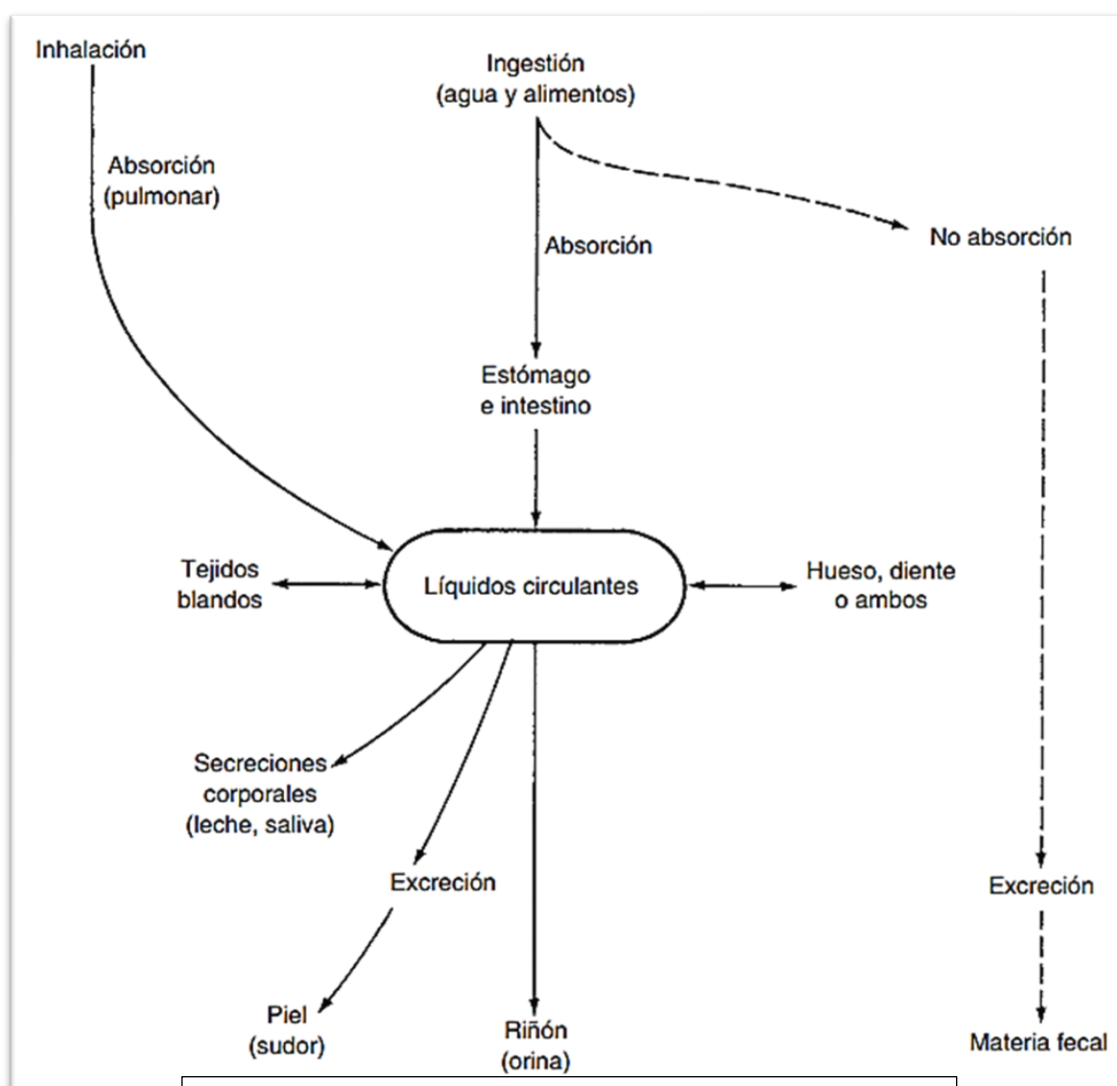 Inhalación
Ingestión
(agua y alimentos)
Absorción
(pulmonar)
No absorción
Absorción
Estómago
e intestino
Tejidos
blandos
Líquidos circulantes
Hueso, diente
o ambos
Secreciones
corporales
(leche, saliva)
Excreción
Excreción
Piel
(sudor)
Riñón
(orina)
Materia fecal